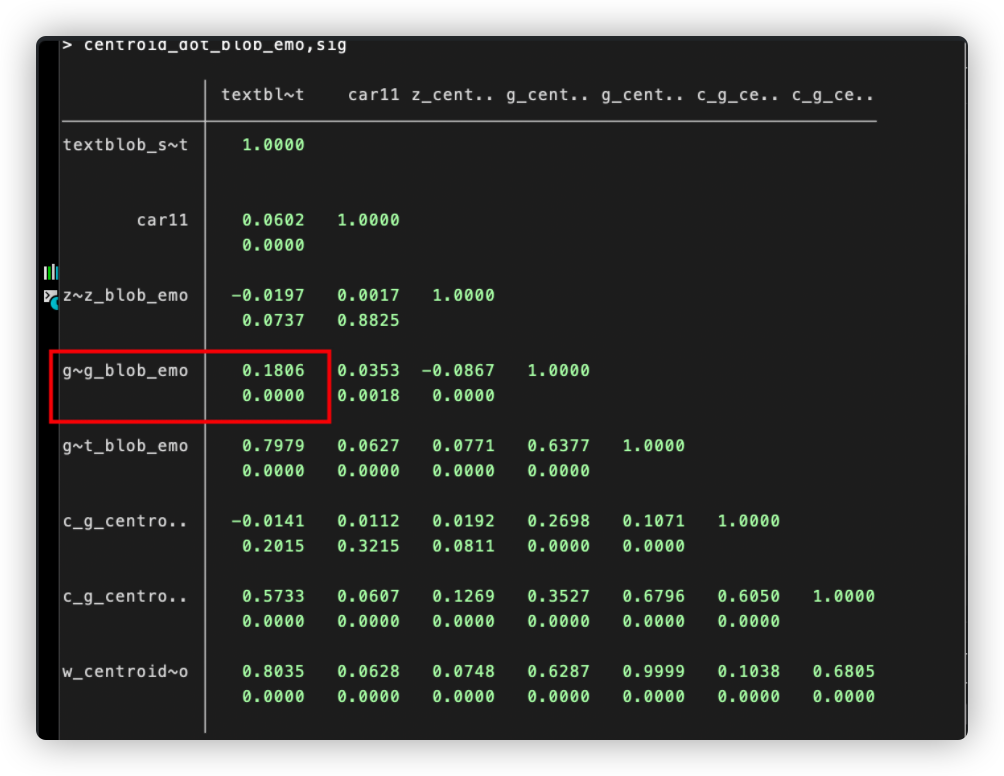 > centroid_dot_blob_emo,sig
textbl~t car11 z_cent.. g_cent.. g_cent.. c_g_ce.. c_g_ce..
textblob_s~t 1.0000
car11 0.0602 1.0000
0.0000
z~z_blob_emo -0.0197 0.0017 1.0000
0.0737 0.8825
g~g_blob_emo 0.1806 0.0353 -0.0867 1.0000
0.0000 0.0018 0.0000
g~t_blob_emo 0.7979 0.0627 0.0771 0.6377 1.0000
0.0000 0.0000 0.0000 0.0000
c_g_centro.. -0.0141 0.0112 0.0192 0.2698 0.1071 1.0000
0.2015 0.3215 0.0811 0.0000 0.0000
c_g_centro.. 0.5733 0.0607 0.1269 0.3527 0.6796 0.6050 1.0000
0.0000 0.0000 0.0000 0.0000 0.0000 0.0000
w_centroid~o 0.8035 0.0628 0.0748 0.6287 0.9999 0.1038 0.6805
0.0000 0.0000 0.0000 0.0000 0.0000 0.0000 0.0000